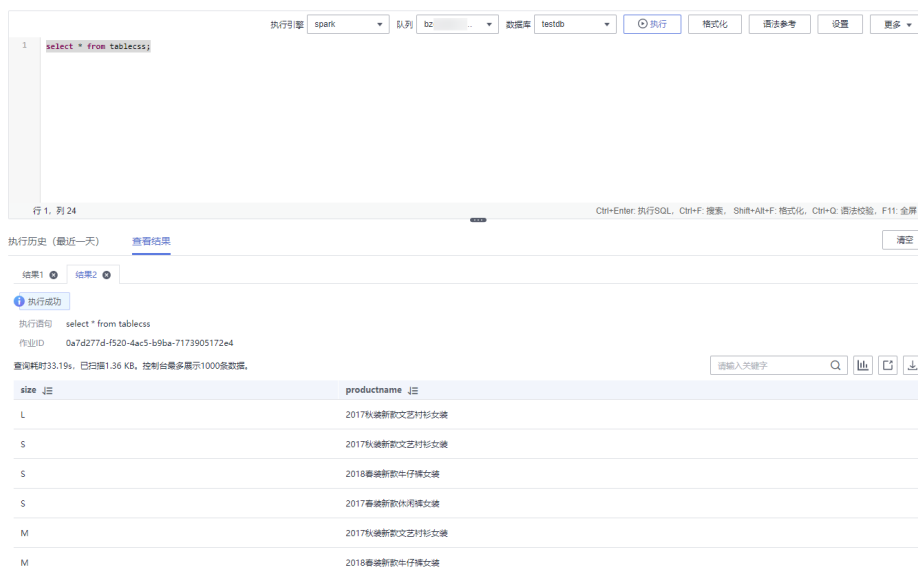 执行引擎 spark 队列 bz .. 数据库 testdb 执行 格式化 语法参考 设置 更多
1 select * from tablecss;
行 1，列 24 Ctrl+Enter: 执行SQL，Ctrl+F: 搜索， Shift+Alt+F: 格式化，Ctrl+Q: 语法校验，F11: 全屏
执行历史（最近一天） 查看结果 清空
结果1 结果2
执行成功
执行语句 select * from tablecss
作业ID 0a7d277d-f520-4ac5-b9ba-7173905172e4
查询耗时33.19s，已扫描1.36 KB。控制台最多展示1000条数据。 请输入关键字
size productname
L 2017秋装新款文艺衬衫女装
S 2017秋装新款文艺衬衫女装
S 2018春装新款牛仔裤女装
S 2017春装新款休闲裤女装
M 2017秋装新款文艺衬衫女装
M 2018春装新款牛仔裤女装